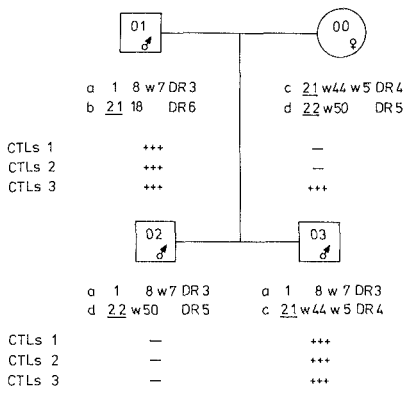 01 00
♂ ♀
a 1 8 w7 DR3 c 21 w44 w5 DR4
b 21 18 DR6 d 22 w50 DR5
CTLs 1 +++ —
CTLs 2 +++ —
CTLs 3 +++ +++
02 03
♂ ♂
a 1 8 w7 DR3 a 1 8 w7 DR3
d 22 w50 DR5 c 21 w44 w5 DR4
CTLs 1 — +++
CTLs 2 — +++
CTLs 3 — +++